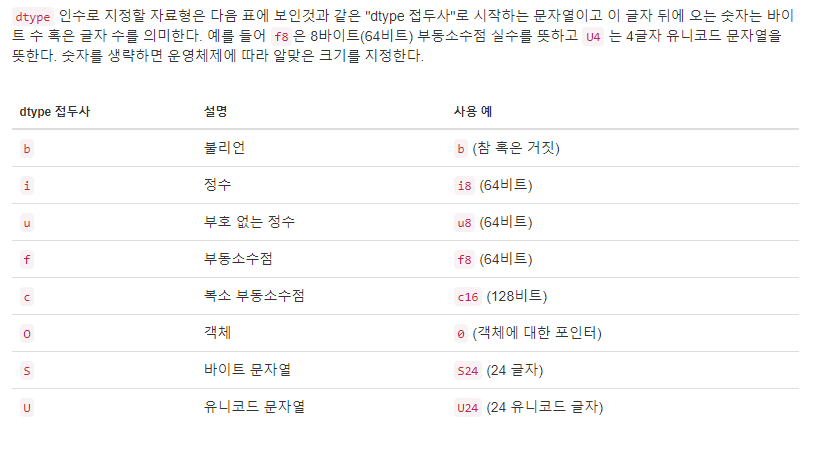 dtype 인수로 지정할 자료형은 다음 표에 보인것과 같은 "dtype 접두사"로 시작하는 문자열이고 이 글자 뒤에 오는 숫자는 바이
트 수 혹은 글자 수를 의미한다. 예를 들어 f8 은 8바이트(64비트) 부동소수점 실수를 뜻하고 U4 는 4글자 유니코드 문자열을
뜻한다. 숫자를 생략하면 운영체제에 따라 알맞은 크기를 지정한다.
dtype 접두사 설명 사용 예
b 불리언 b (참 혹은 거짓)
i 정수 i8 (64비트)
u 부호 없는 정수 u8 (64비트)
f 부동소수점 f8 (64비트)
c 복소 부동소수점 c16 (128비트)
O 객체 0 (객체에 대한 포인터)
S 바이트 문자열 S24 (24 글자)
U 유니코드 문자열 U24 (24 유니코드 글자)